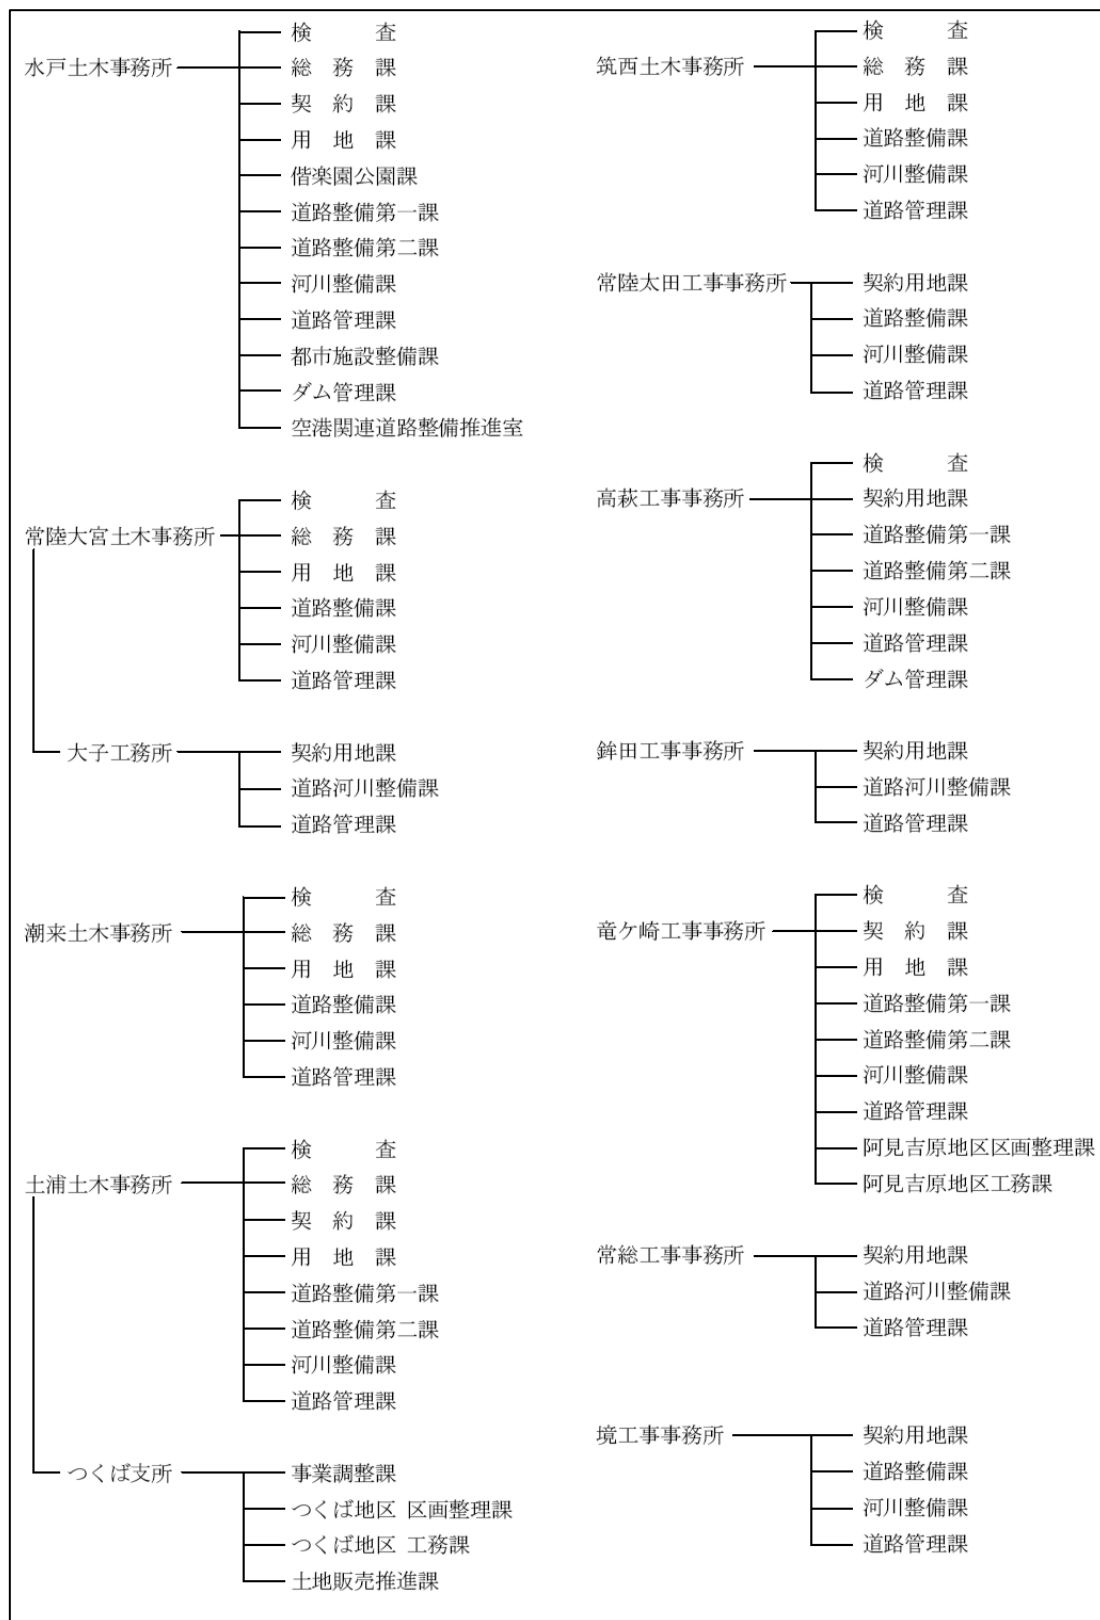 水戸土木事務所
検　　　査
総　務　課
契　約　課
用　地　課
偕楽園公園課
道路整備第一課
道路整備第二課
河川整備課
道路管理課
都市施設整備課
ダム管理課
空港関連道路整備推進室
常陸大宮土木事務所
検　　　査
総　務　課
用　地　課
道路整備課
河川整備課
道路管理課
大子工務所
契約用地課
道路河川整備課
道路管理課
潮来土木事務所
検　　　査
総　務　課
用　地　課
道路整備課
河川整備課
道路管理課
土浦土木事務所
検　　　査
総　務　課
契　約　課
用　地　課
道路整備第一課
道路整備第二課
河川整備課
道路管理課
つくば支所
事業調整課
つくば地区 区画整理課
つくば地区 工務課
土地販売推進課
筑西土木事務所
検　　　査
総　務　課
用　地　課
道路整備課
河川整備課
道路管理課
常陸太田工事事務所
契約用地課
道路整備課
河川整備課
道路管理課
高萩工事事務所
検　　　査
契約用地課
道路整備第一課
道路整備第二課
河川整備課
道路管理課
ダム管理課
鉾田工事事務所
契約用地課
道路河川整備課
道路管理課
竜ケ崎工事事務所
検　　　査
契　約　課
用　地　課
道路整備第一課
道路整備第二課
河川整備課
道路管理課
阿見吉原地区区画整理課
阿見吉原地区工務課
常総工事事務所
契約用地課
道路河川整備課
道路管理課
境工事事務所
契約用地課
道路整備課
河川整備課
道路管理課